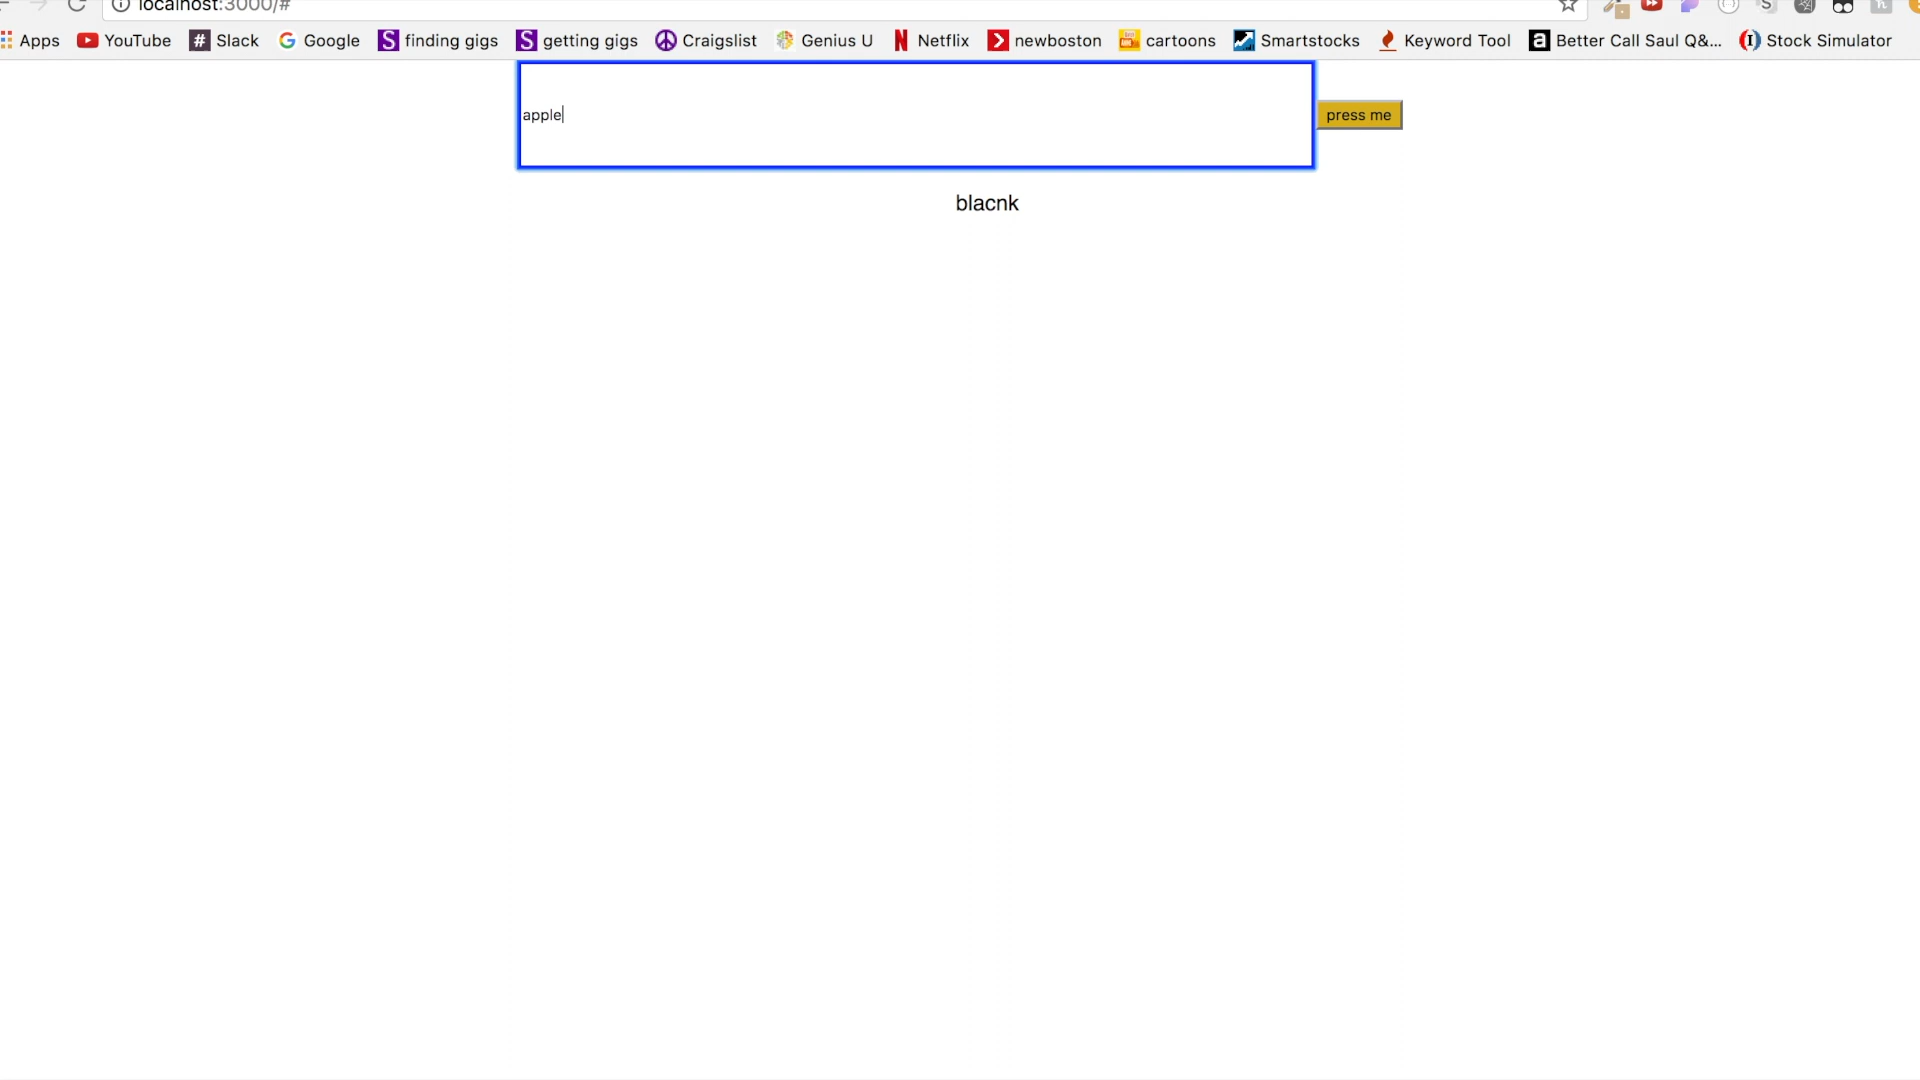 localhost:3000/#
Apps YouTube # Slack Google S finding gigs S getting gigs Craigslist Genius U Netflix newboston cartoons Smartstocks Keyword Tool a Better Call Saul Q&... Stock Simulator
apple press me
blacnk